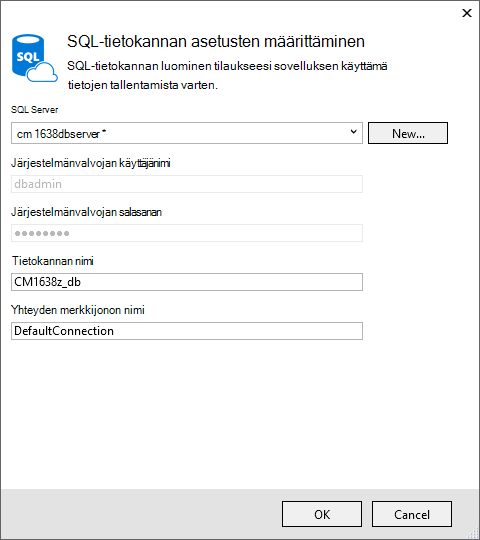 SQL-tietokannan asetusten määrittäminen
SQL
SQL-tietokannan luominen tilaukseesi sovelluksen käyttämä
tietojen tallentamista varten.
SQL Server
cm 1638dbserver*
New...
Järjestelmänvalvojan käyttäjänimi
dbadmin
Järjestelmänvalvojan salasanan
●●●●●●●●
Tietokannan nimi
CM1638z_db
Yhteyden merkkijonon nimi
DefaultConnection
OK
Cancel